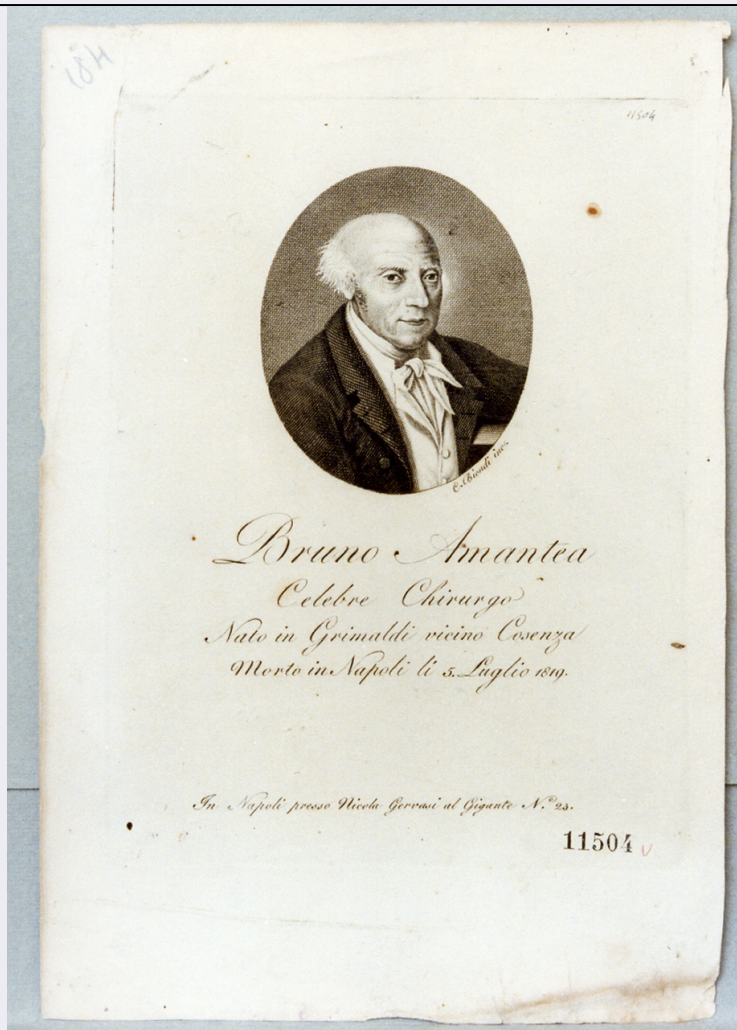 184
11504
C. Biondi inc.
Bruno Amantea
Celebre Chirurgo
Nato in Grimaldi vicino Cosenza
Morto in Napoli li 5. Luglio 1819.
In Napoli presso Nicola Gervasi al Gigante N.º 23.
11504